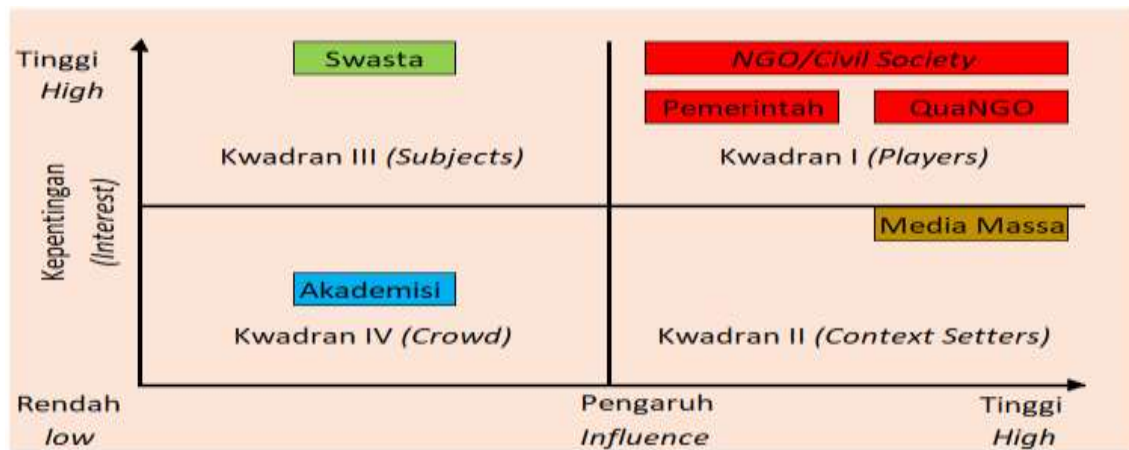 Tinggi
High
Swasta
NGO/Civil Society
Pemerintah
QuaNGO
Kwadran III (Subjects)
Kwadran I (Players)
Kepentingan
(Interest)
Media Massa
Akademisi
Kwadran IV (Crowd)
Kwadran II (Context Setters)
Rendah
low
Pengaruh
Influence
Tinggi
High